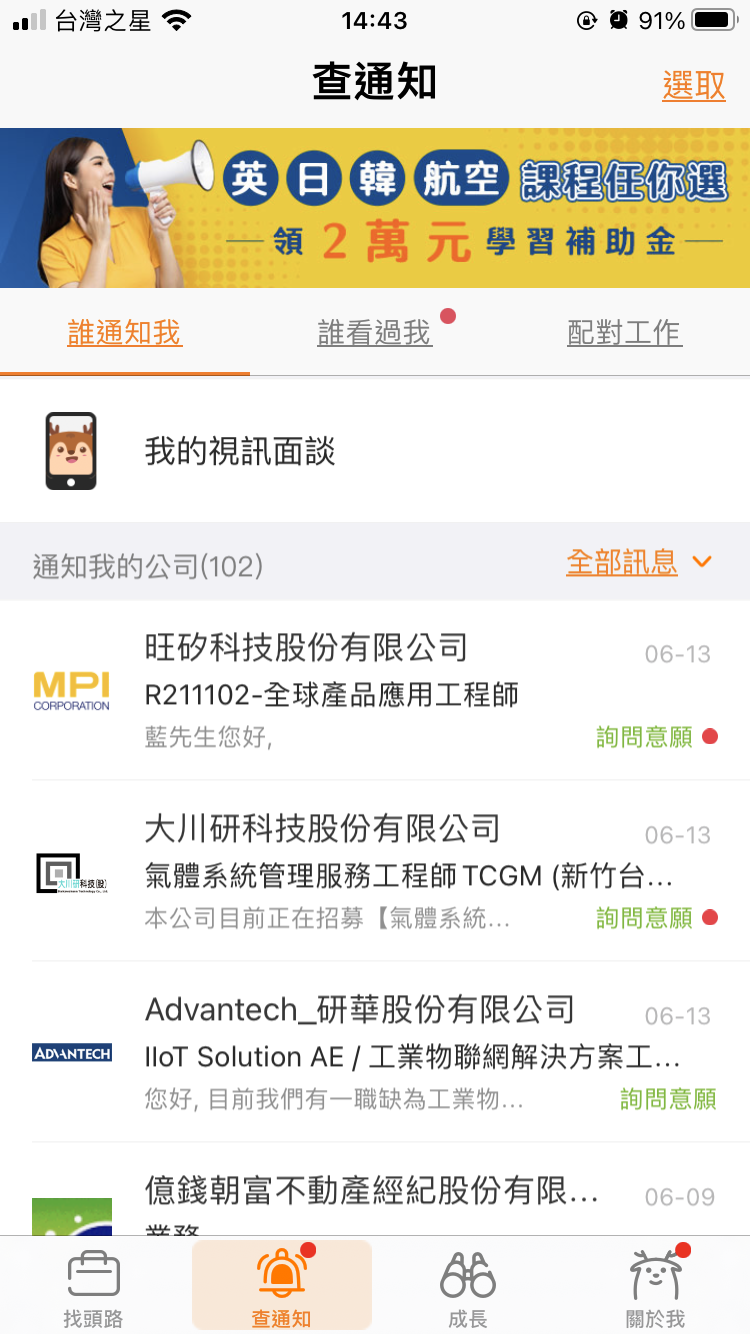 台灣之星
14:43
91%
查通知
選取
英日韓航空課程任你選
領2萬元學習補助金
誰通知我
誰看過我
配對工作
我的視訊面談
通知我的公司(102)
全部訊息
旺矽科技股份有限公司
06-13
MPI
CORPORATION
R211102-全球產品應用工程師
藍先生您好,
詢問意願
大川研科技股份有限公司
06-13
大川研科技(股)
氣體系統管理服務工程師TCGM (新竹台...
本公司目前正在招募【氣體系統...
詢問意願
Advantech_研華股份有限公司
06-13
ADVANTECH
IIoT Solution AE / 工業物聯網解決方案工...
您好, 目前我們有一職缺為工業物...
詢問意願
億錢朝富不動產經紀股份有限...
06-09
業務
找頭路
查通知
成長
關於我